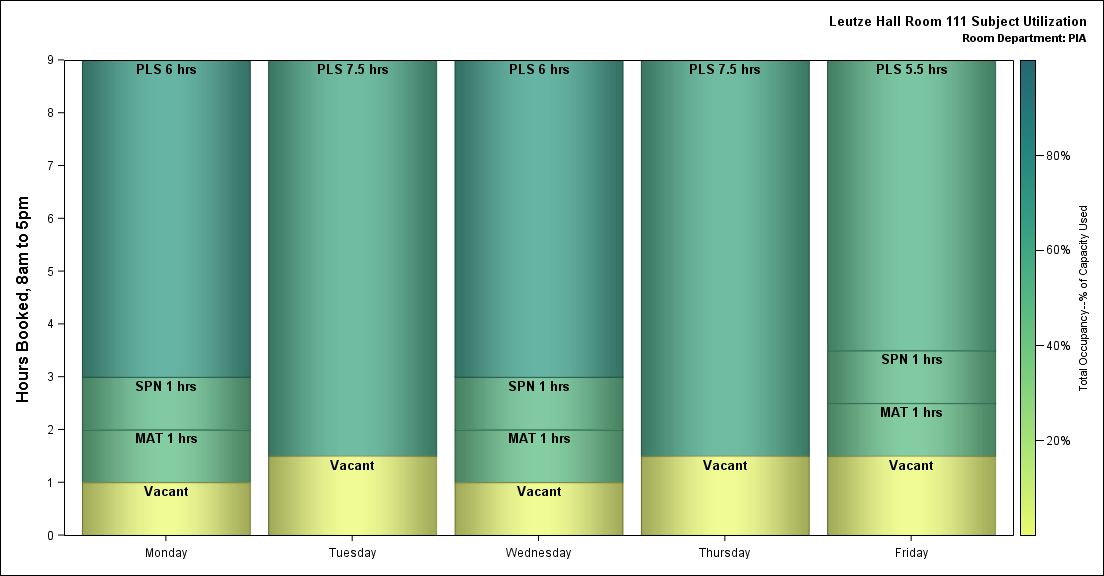 Leutze Hall Room 111 Subject Utilization
Room Department: PIA
Hours Booked, 8am to 5pm
9
8
7
6
5
4
3
2
1
0
PLS 6 hrs
SPN 1 hrs
MAT 1 hrs
Vacant
PLS 7.5 hrs
Vacant
PLS 6 hrs
SPN 1 hrs
MAT 1 hrs
Vacant
PLS 7.5 hrs
Vacant
PLS 5.5 hrs
SPN 1 hrs
MAT 1 hrs
Vacant
Monday
Tuesday
Wednesday
Thursday
Friday
80%
60%
40%
20%
Total Occupancy--% of Capacity Used